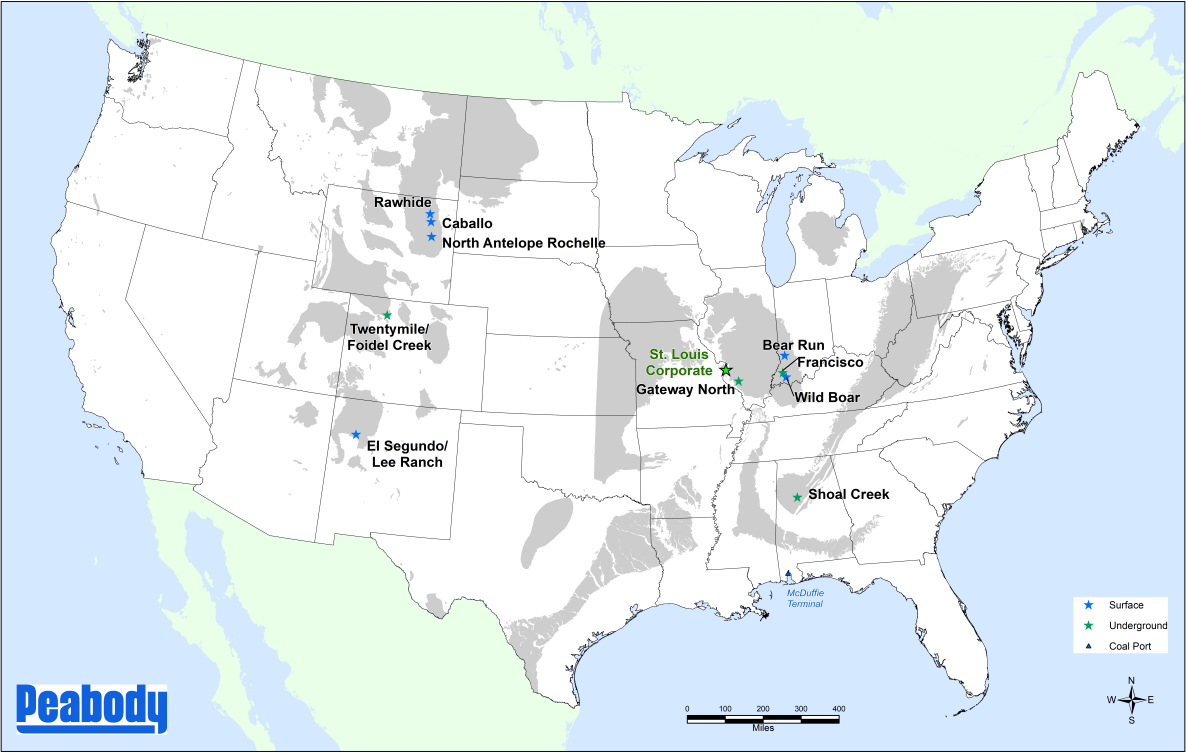 Rawhide
Caballo
North Antelope Rochelle
Twentymile/
Foidel Creek
St. Louis
Corporate
Gateway North
Bear Run
Francisco
Wild Boar
El Segundo/
Lee Ranch
Shoal Creek
McDuffie
Terminal
Surface
Underground
Coal Port
N
W E
S
Peabody
0 100 200 300 400
Miles